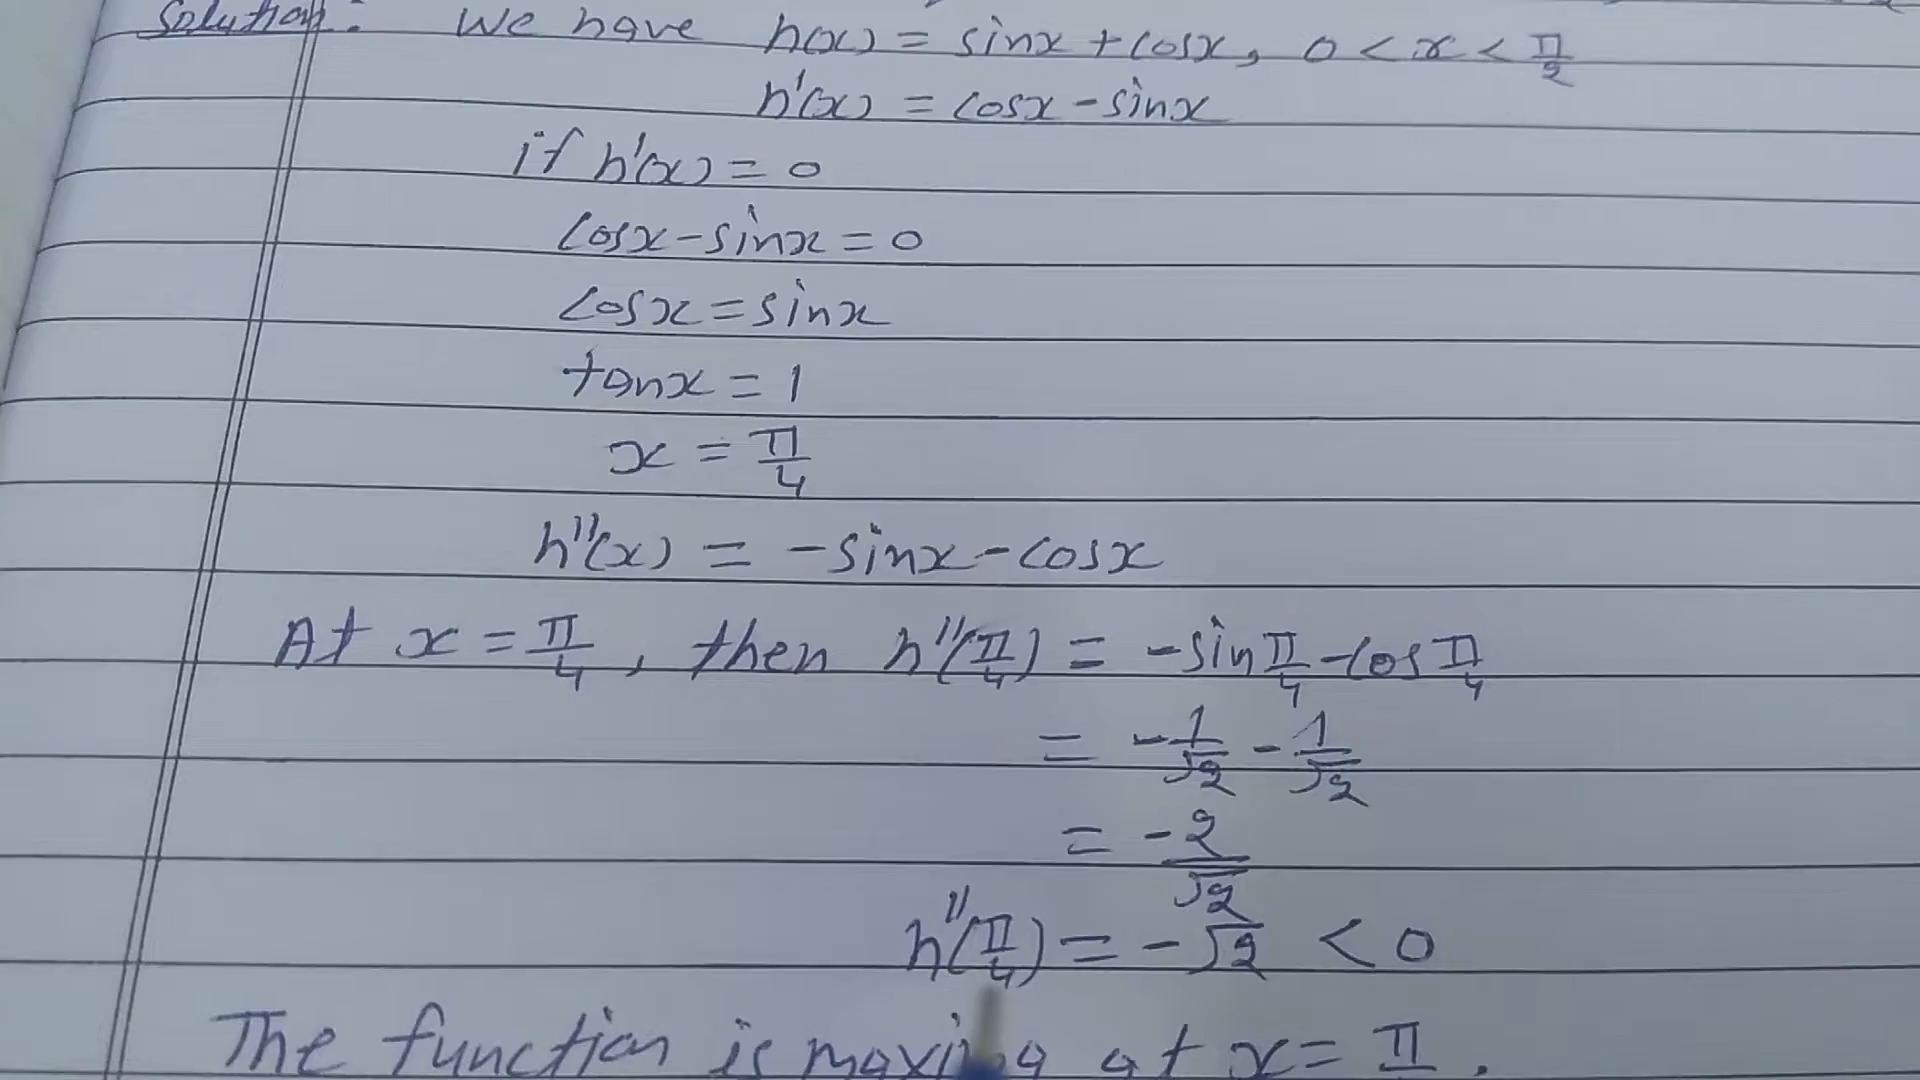 Solution: We have h(x) = sinx + cosx, 0 < x < π/2
h'(x) = cosx - sinx
if h'(x) = 0
cosx - sinx = 0
cosx = sinx
tanx = 1
x = π/4
h''(x) = -sinx - cosx
At x = π/4, then h''(π/4) = -sin π/4 - cos π/4
= -1/√2 - 1/√2
= -2/√2
h''(π/4) = -√2 < 0
The function is at x = π